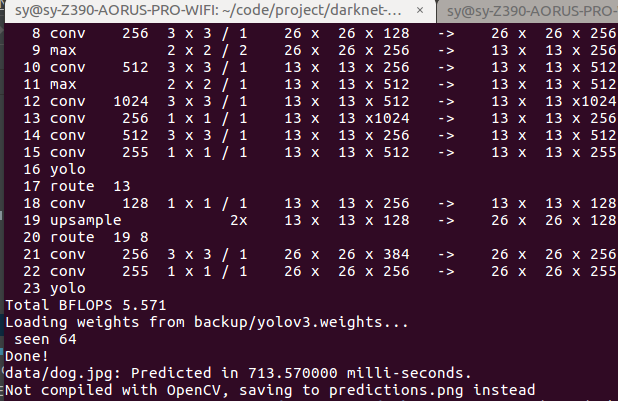 sy@sy-Z390-AORUS-PRO-WIFI: ~/code/project/darknet-... × sy@sy-Z390-AORUS-PRO-
8 conv 256 3 x 3 / 1 26 x 26 x 128 -> 26 x 26 x 256
9 max 2 x 2 / 2 26 x 26 x 256 -> 13 x 13 x 256
10 conv 512 3 x 3 / 1 13 x 13 x 256 -> 13 x 13 x 512
11 max 2 x 2 / 1 13 x 13 x 512 -> 13 x 13 x 512
12 conv 1024 3 x 3 / 1 13 x 13 x 512 -> 13 x 13 x1024
13 conv 256 1 x 1 / 1 13 x 13 x1024 -> 13 x 13 x 256
14 conv 512 3 x 3 / 1 13 x 13 x 256 -> 13 x 13 x 512
15 conv 255 1 x 1 / 1 13 x 13 x 512 -> 13 x 13 x 255
16 yolo
17 route 13
18 conv 128 1 x 1 / 1 13 x 13 x 256 -> 13 x 13 x 128
19 upsample 2x 13 x 13 x 128 -> 26 x 26 x 128
20 route 19 8
21 conv 256 3 x 3 / 1 26 x 26 x 384 -> 26 x 26 x 256
22 conv 255 1 x 1 / 1 26 x 26 x 256 -> 26 x 26 x 255
23 yolo
Total BFLOPS 5.571
Loading weights from backup/yolov3.weights...
seen 64
Done!
data/dog.jpg: Predicted in 713.570000 milli-seconds.
Not compiled with OpenCV, saving to predictions.png instead